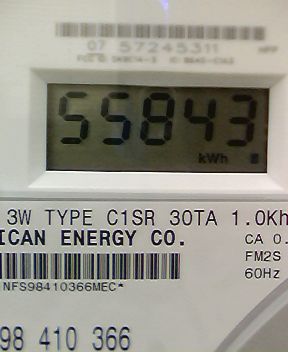 07 57245311
55843
kWh
3W TYPE C1SR 30TA 1.0Kh
ICAN ENERGY CO.
CA 0.
FM2S
60Hz
NFS98410366MEC*
98 410 366